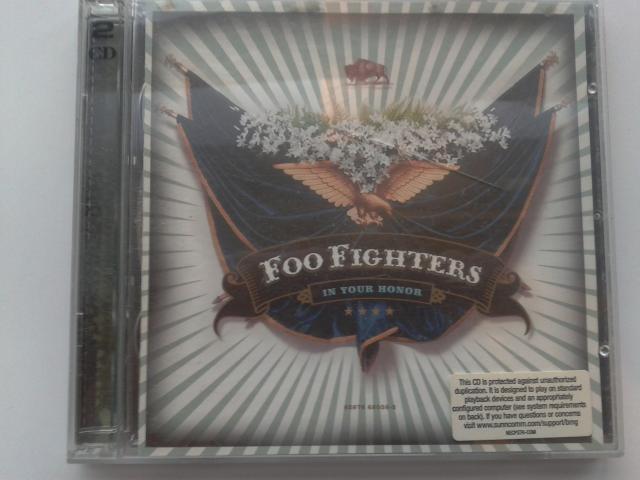 2
CD
FOO FIGHTERS
IN YOUR HONOR
This CD is protected against unauthorized
duplication. It is designed to play on standard
playback devices and an appropriately
configured computer (see system requirements
on back). If you have questions or concerns
visit www.sunncomm.com/support/bmg